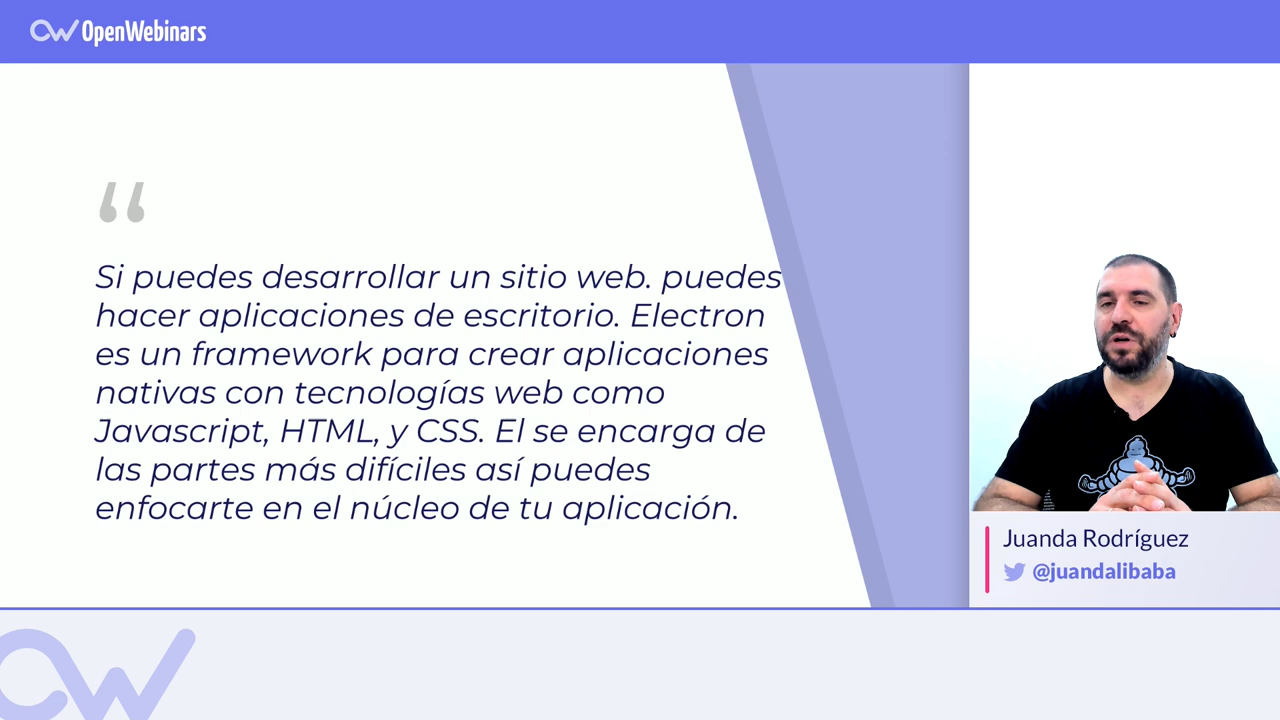 OpenWebinars
“
Si puedes desarrollar un sitio web. puedes
hacer aplicaciones de escritorio. Electron
es un framework para crear aplicaciones
nativas con tecnologías web como
Javascript, HTML, y CSS. El se encarga de
las partes más difíciles así puedes
enfocarte en el núcleo de tu aplicación.
Juanda Rodríguez
@juandalibaba